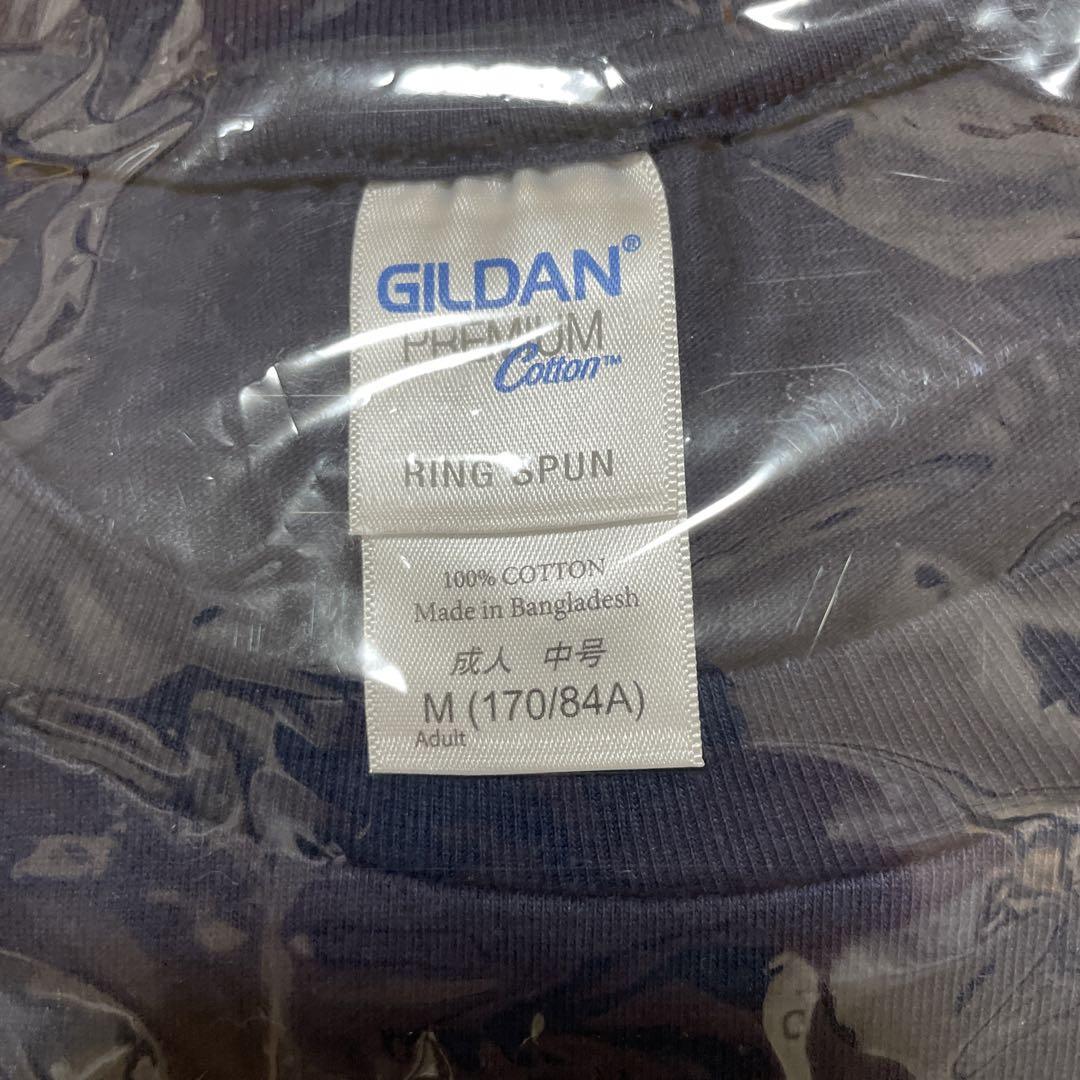 GILDAN®
PREMIUM
Cotton™
RING SPUN
100% COTTON
Made in Bangladesh
成人 中号
M (170/84A)
Adult